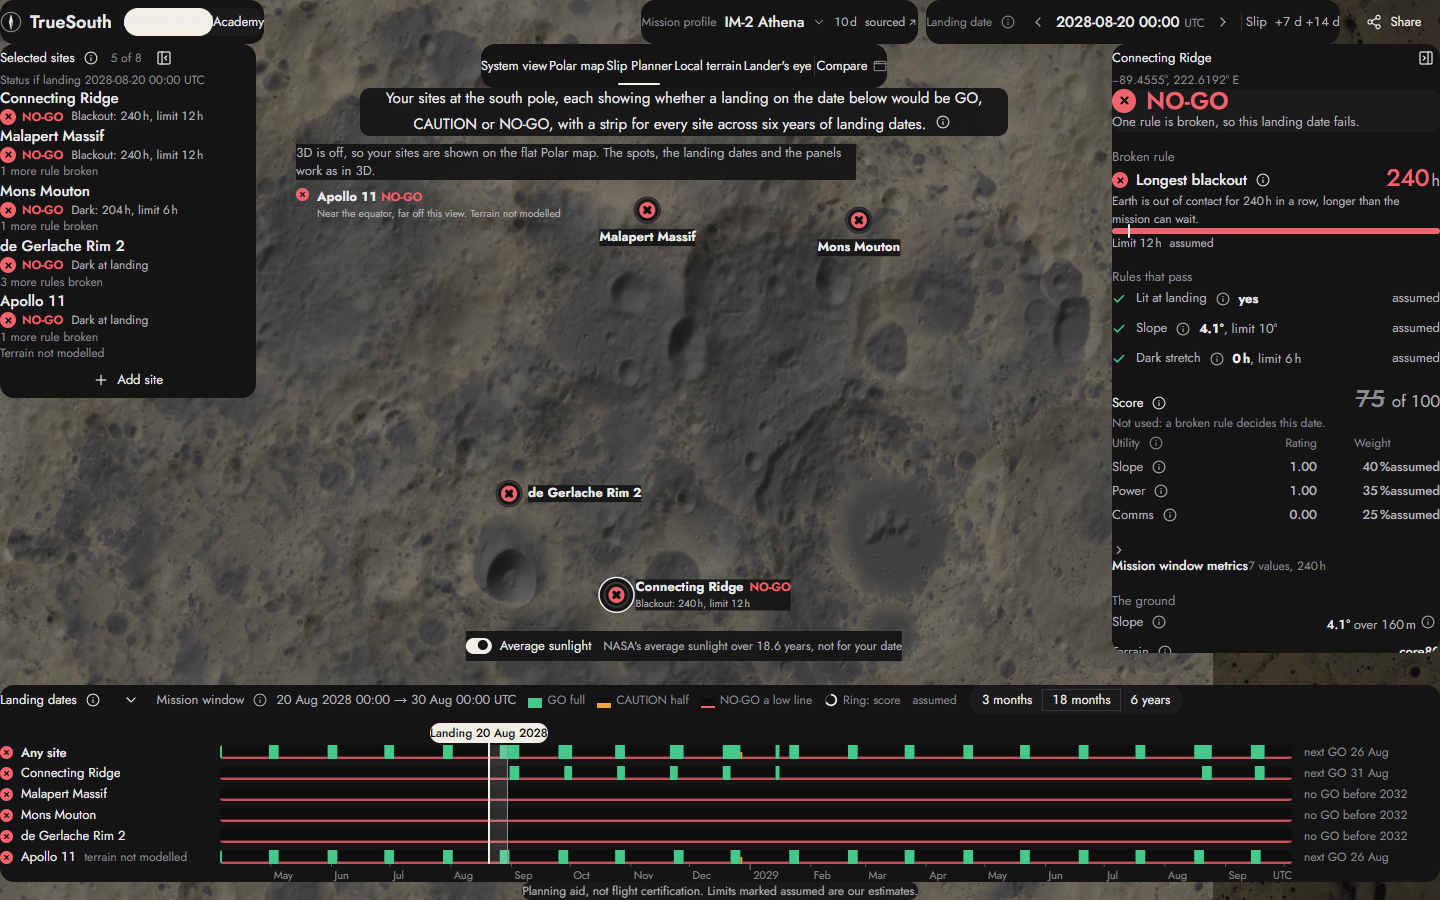 TrueSouth
Academy
Mission profile IM-2 Athena 10 d sourced ↗
Landing date 2028-08-20 00:00 UTC Slip +7 d +14 d
Share
Selected sites 5 of 8
Status if landing 2028-08-20 00:00 UTC
Connecting Ridge
NO-GO Blackout: 240 h, limit 12 h
Malapert Massif
NO-GO Blackout: 240 h, limit 12 h
1 more rule broken
Mons Mouton
NO-GO Dark: 204 h, limit 6 h
1 more rule broken
de Gerlache Rim 2
NO-GO Dark at landing
3 more rules broken
Apollo 11
NO-GO Dark at landing
1 more rule broken
Terrain not modelled
Add site
System view Polar map Slip Planner Local terrain Lander's eye Compare
Your sites at the south pole, each showing whether a landing on the date below would be GO,
CAUTION or NO-GO, with a strip for every site across six years of landing dates.
3D is off, so your sites are shown on the flat Polar map. The spots, the landing dates and the panels
work as in 3D.
Apollo 11 NO-GO
Near the equator, far off this view. Terrain not modelled
Malapert Massif
Mons Mouton
de Gerlache Rim 2
Connecting Ridge NO-GO
Blackout: 240 h, limit 12 h
Average sunlight NASA's average sunlight over 18.6 years, not for your date
Connecting Ridge
−89.4555°, 222.6192° E
NO-GO
One rule is broken, so this landing date fails.
Broken rule
Longest blackout 240 h
Earth is out of contact for 240 h in a row, longer than the
mission can wait.
Limit 12 h assumed
Rules that pass
Lit at landing yes assumed
Slope 4.1°, limit 10° assumed
Dark stretch 0 h, limit 6 h assumed
Score 75 of 100
Not used: a broken rule decides this date.
Utility Rating Weight
Slope 1.00 40 % assumed
Power 1.00 35 % assumed
Comms 0.00 25 % assumed
Mission window metrics 7 values, 240 h
The ground
Slope 4.1° over 160 m
Landing dates Mission window 20 Aug 2028 00:00 → 30 Aug 00:00 UTC GO full CAUTION half NO-GO a low line Ring: score assumed 3 months 18 months 6 years
Landing 20 Aug 2028
Any site next GO 26 Aug
Connecting Ridge next GO 31 Aug
Malapert Massif no GO before 2032
Mons Mouton no GO before 2032
de Gerlache Rim 2 no GO before 2032
Apollo 11 terrain not modelled next GO 26 Aug
May Jun Jul Aug Sep Oct Nov Dec 2029 Feb Mar Apr May Jun Jul Aug Sep UTC
Planning aid, not flight certification. Limits marked assumed are our estimates.